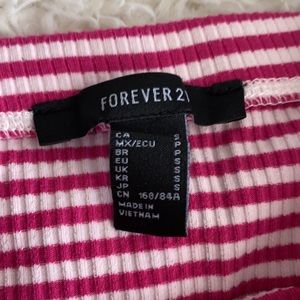 FOREVER 21
CA S
MX/ECU P
BR P
EU S
UK S
KR S
JP S
CN 160/84A
MADE IN
VIETNAM